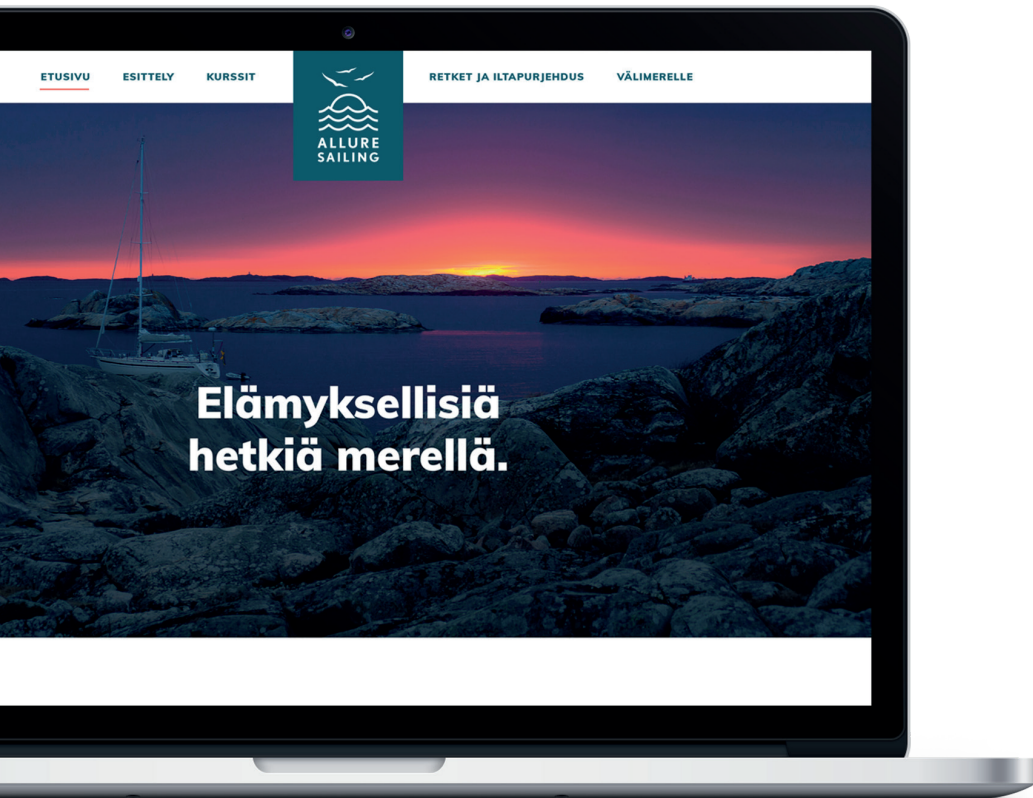 ETUSIVU ESITTELY KURSSIT RETKET JA ILTAPURJEHDUS VÄLIMERELLE
ALLURE
SAILING
Elämyksellisiä
hetkiä merellä.